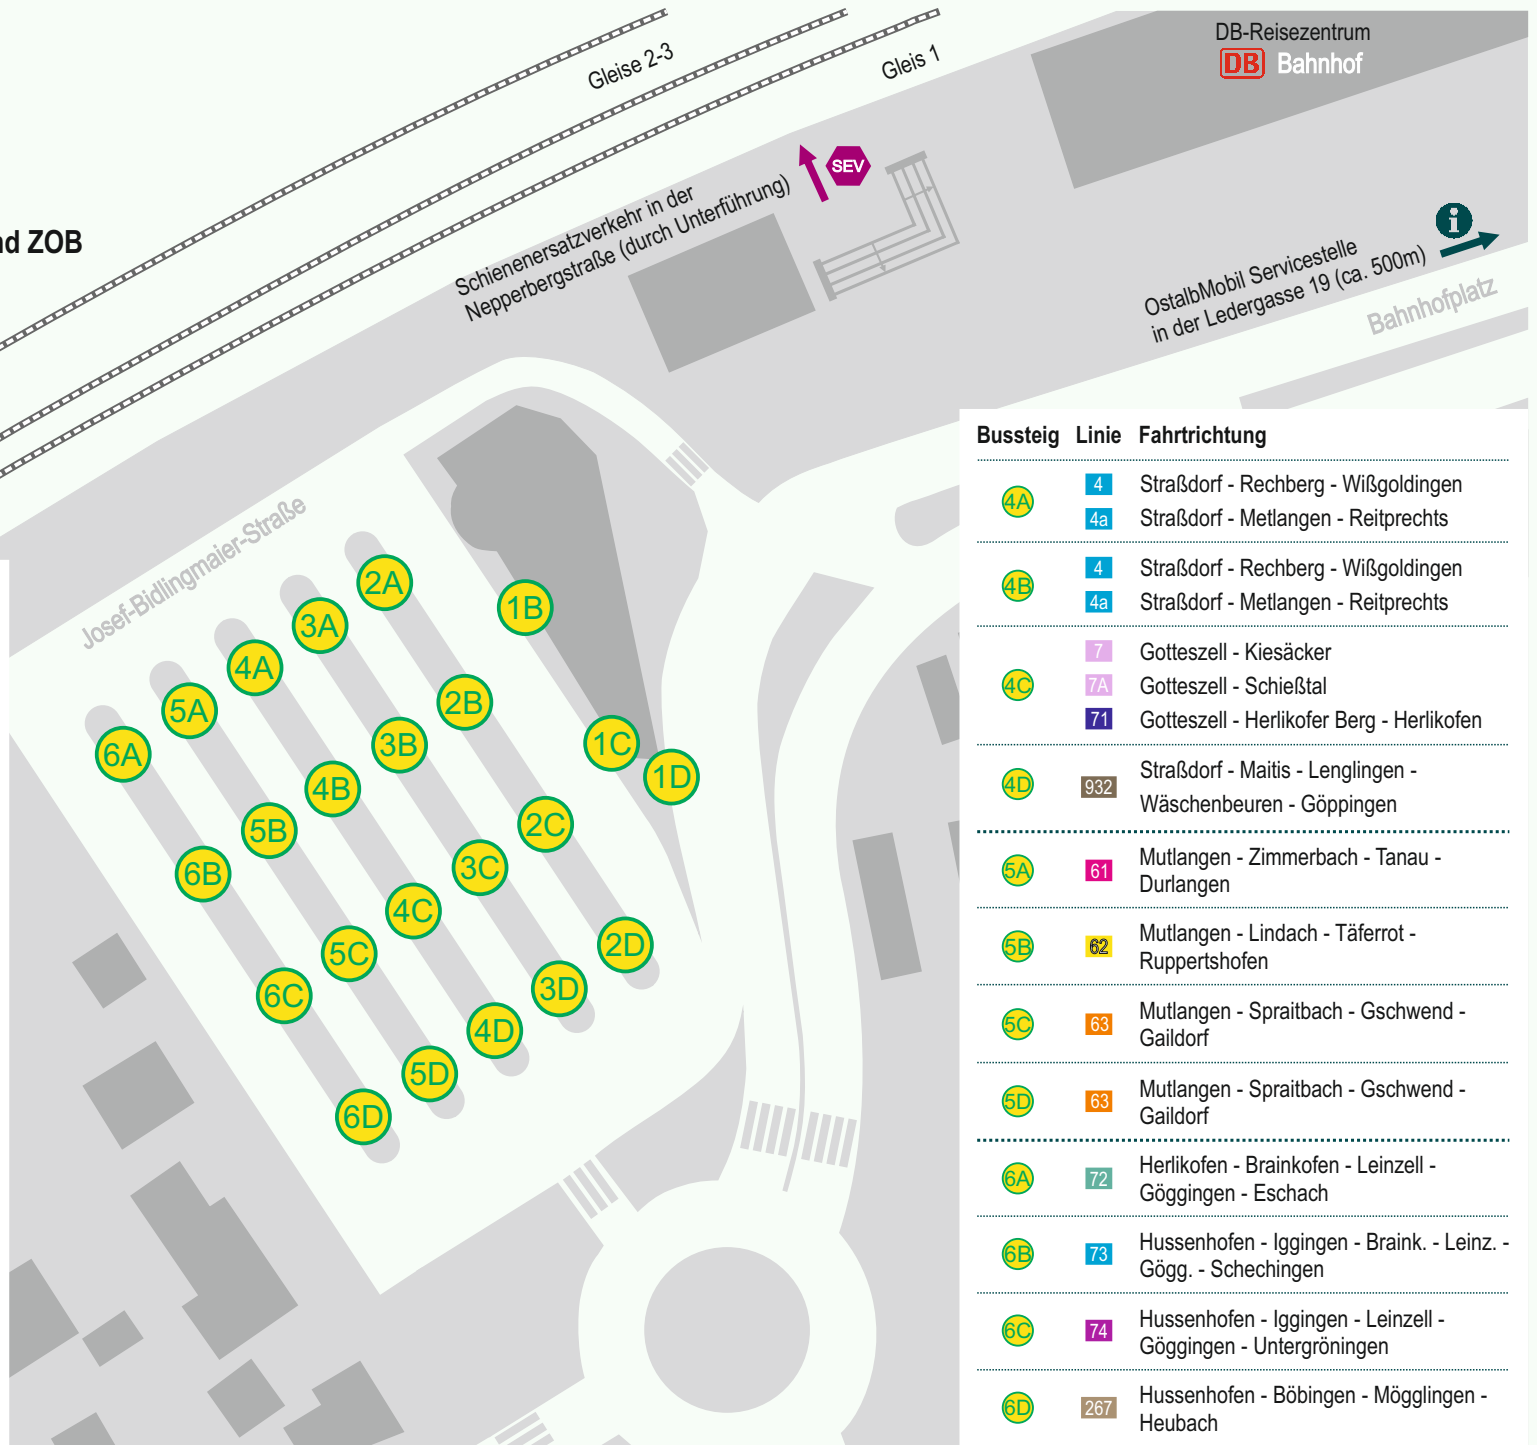 Gleise 2-3
Gleis 1
DB-Reisezentrum
DB Bahnhof
SEV
Schienenersatzverkehr in der
Nepperbergstraße (durch Unterführung)
ZOB
i
OstalbMobil Servicestelle
in der Ledergasse 19 (ca. 500m)
Bahnhofplatz
Josef-Bidlingmaier-Straße
2A
1B
3A
4A
5A
2B
6A
3B
1C
1D
4B
5B
2C
6B
3C
4C
5C
2D
6C
3D
4D
5D
6D
Bussteig Linie Fahrtrichtung
4A 4 Straßdorf - Rechberg - Wißgoldingen
4a Straßdorf - Metlangen - Reitprechts
4B 4 Straßdorf - Rechberg - Wißgoldingen
4a Straßdorf - Metlangen - Reitprechts
7 Gotteszell - Kiesäcker
4C 7A Gotteszell - Schießtal
71 Gotteszell - Herlikofer Berg - Herlikofen
4D 932 Straßdorf - Maitis - Lenglingen -
Wäschenbeuren - Göppingen
5A 61 Mutlangen - Zimmerbach - Tanau -
Durlangen
5B 62 Mutlangen - Lindach - Täferrot -
Ruppertshofen
5C 63 Mutlangen - Spraitbach - Gschwend -
Gaildorf
5D 63 Mutlangen - Spraitbach - Gschwend -
Gaildorf
6A 72 Herlikofen - Brainkofen - Leinzell -
Göggingen - Eschach
6B 73 Hussenhofen - Iggingen - Braink. - Leinz. -
Gögg. - Schechingen
6C 74 Hussenhofen - Iggingen - Leinzell -
Göggingen - Untergröningen
6D 267 Hussenhofen - Böbingen - Mögglingen -
Heubach